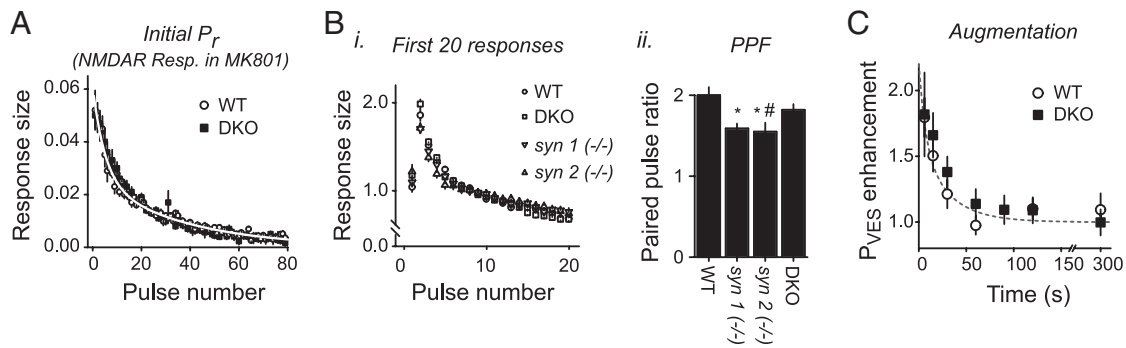 A
Initial Pr
(NMDAR Resp. in MK801)
0.06
0.04
0.02
0.00
Response size
WT
DKO
0
20
40
60
80
Pulse number
B
i.
First 20 responses
2.0
1.0
0.0
Response size
WT
DKO
syn 1 (-/-)
syn 2 (-/-)
0
10
20
Pulse number
ii.
PPF
Paired pulse ratio
2
1
0
*
* #
WT
syn 1 (-/-)
syn 2 (-/-)
DKO
C
Augmentation
PVES enhancement
2.0
1.5
1.0
WT
DKO
0
50
100
150
300
Time (s)